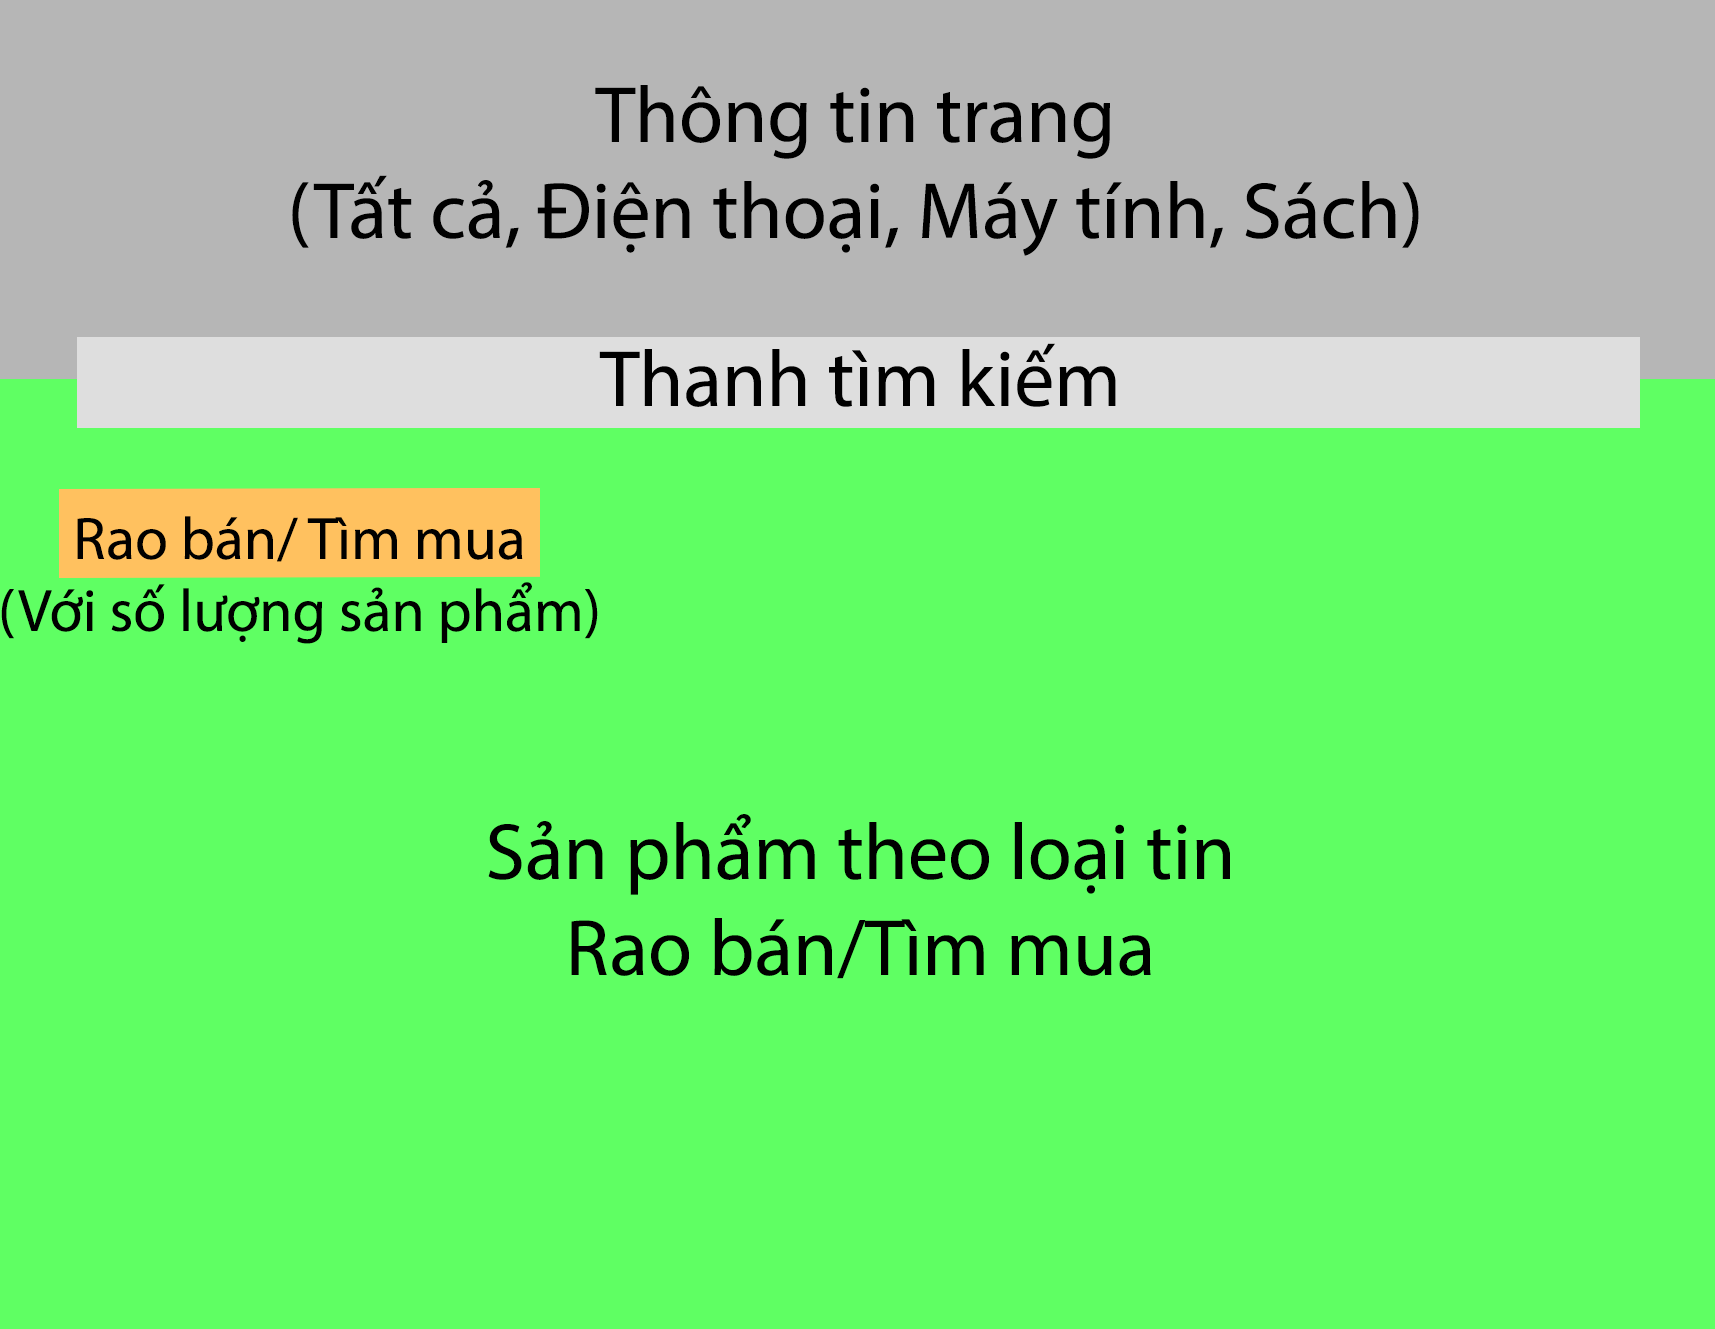 Thông tin trang
(Tất cả, Điện thoại, Máy tính, Sách)
Thanh tìm kiếm
Rao bán/ Tìm mua
(Với số lượng sản phẩm)
Sản phẩm theo loại tin
Rao bán/Tìm mua